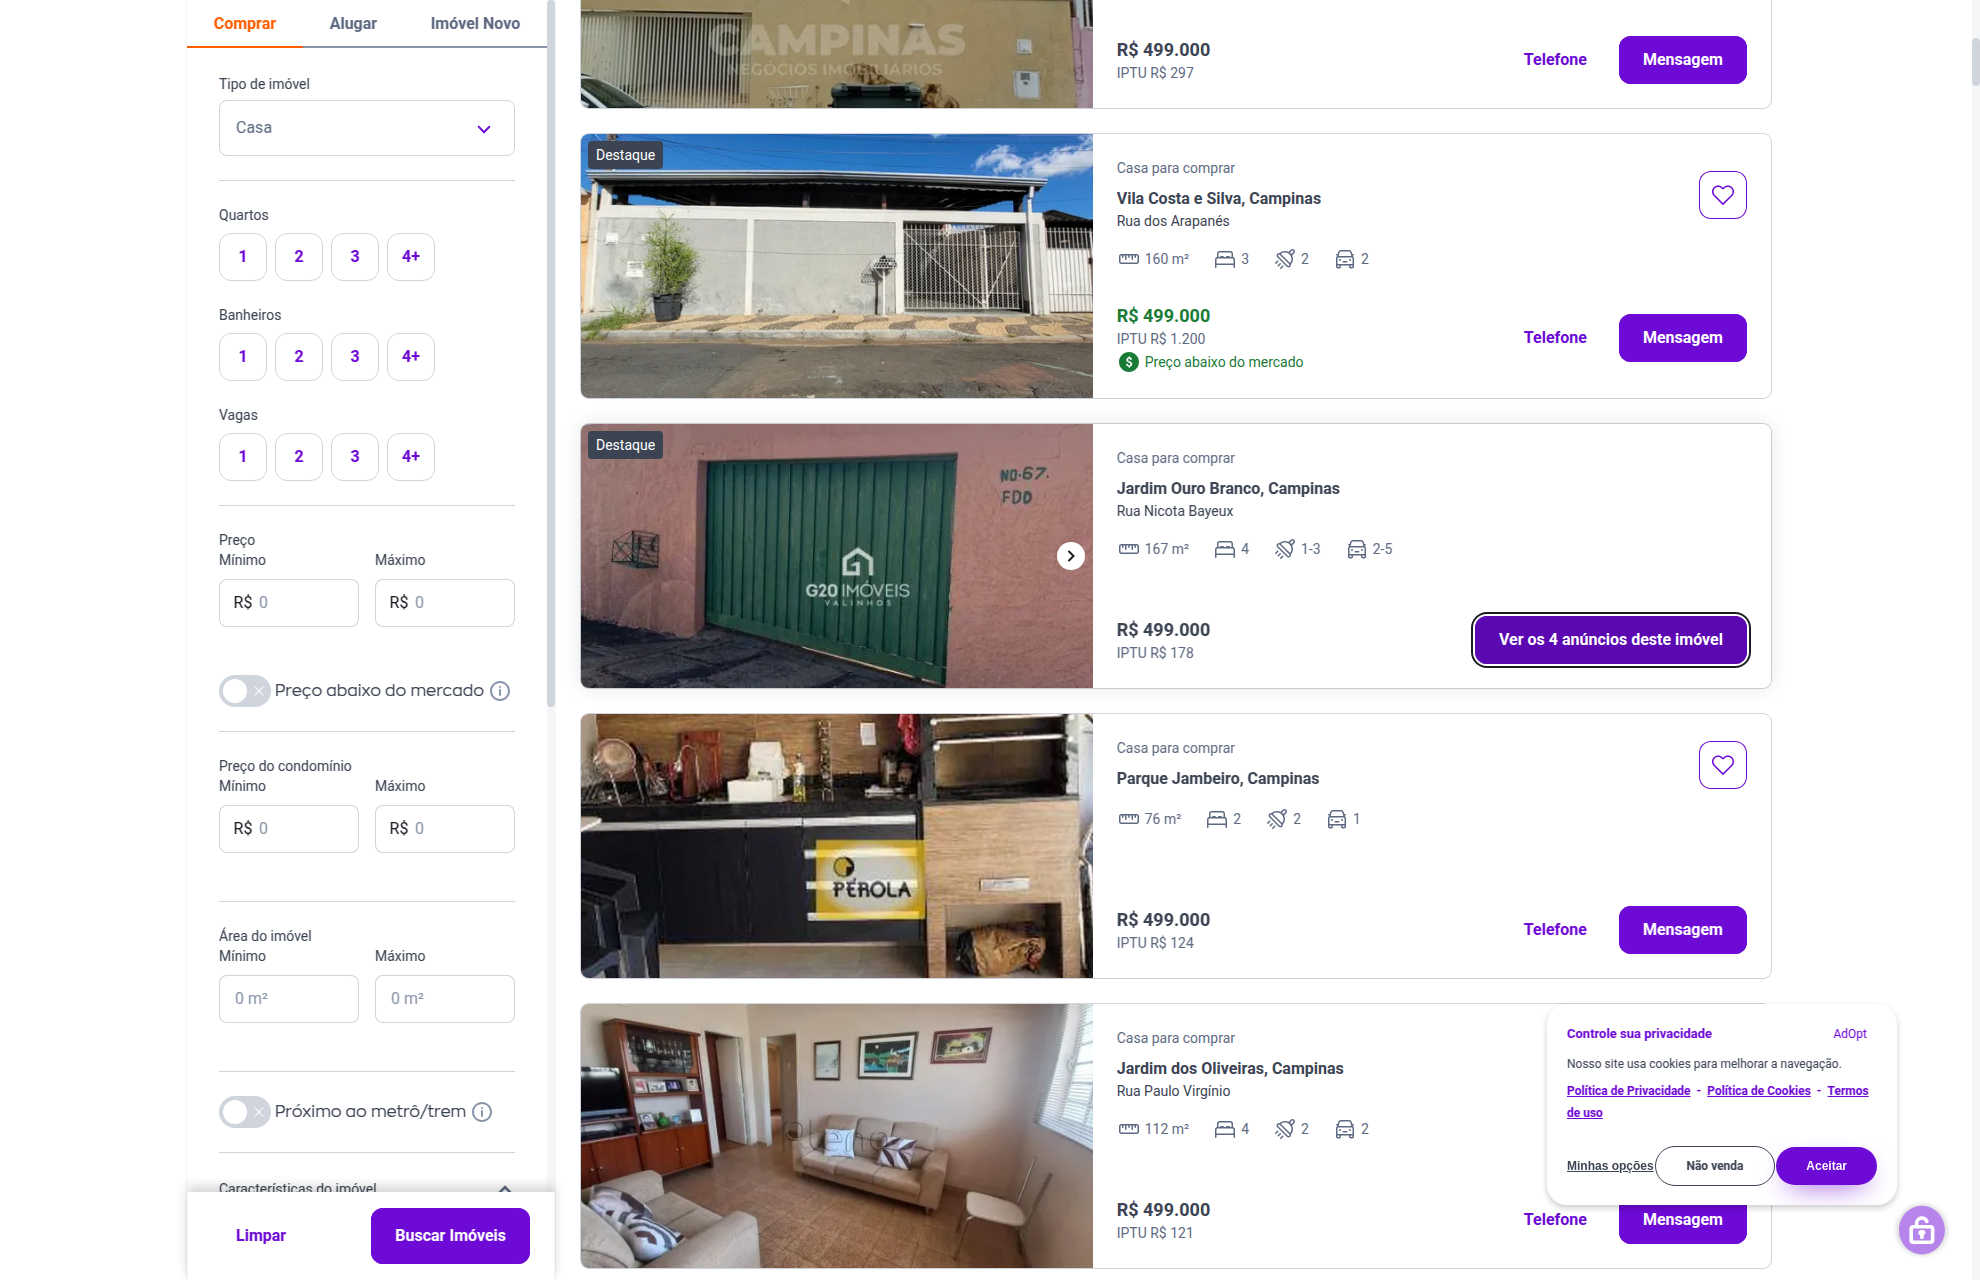 Comprar
Alugar
Imóvel Novo
Tipo de imóvel
Casa
Quartos
1
2
3
4+
Banheiros
1
2
3
4+
Vagas
1
2
3
4+
Preço
Mínimo
Máximo
R$ 0
R$ 0
Preço abaixo do mercado
Preço do condomínio
Mínimo
Máximo
R$ 0
R$ 0
Área do imóvel
Mínimo
Máximo
0 m²
0 m²
Próximo ao metrô/trem
Características do imóvel
Limpar
Buscar Imóveis
CAMPINAS
NEGÓCIOS IMOBILIÁRIOS
R$ 499.000
IPTU R$ 297
Telefone
Mensagem
Destaque
Casa para comprar
Vila Costa e Silva, Campinas
Rua dos Arapanés
160 m²
3
2
2
R$ 499.000
IPTU R$ 1.200
Preço abaixo do mercado
Telefone
Mensagem
Destaque
NO.67.
FDD
G20 IMÓVEIS
VALINHOS
Casa para comprar
Jardim Ouro Branco, Campinas
Rua Nicota Bayeux
167 m²
4
1-3
2-5
R$ 499.000
IPTU R$ 178
Ver os 4 anúncios deste imóvel
PÉROLA
Casa para comprar
Parque Jambeiro, Campinas
76 m²
2
2
1
R$ 499.000
IPTU R$ 124
Telefone
Mensagem
Casa para comprar
Jardim dos Oliveiras, Campinas
Rua Paulo Virgínio
112 m²
4
2
2
R$ 499.000
IPTU R$ 121
Telefone
Mensagem
Controle sua privacidade
AdOpt
Nosso site usa cookies para melhorar a navegação.
Política de Privacidade - Política de Cookies - Termos
de uso
Minhas opções
Não venda
Aceitar